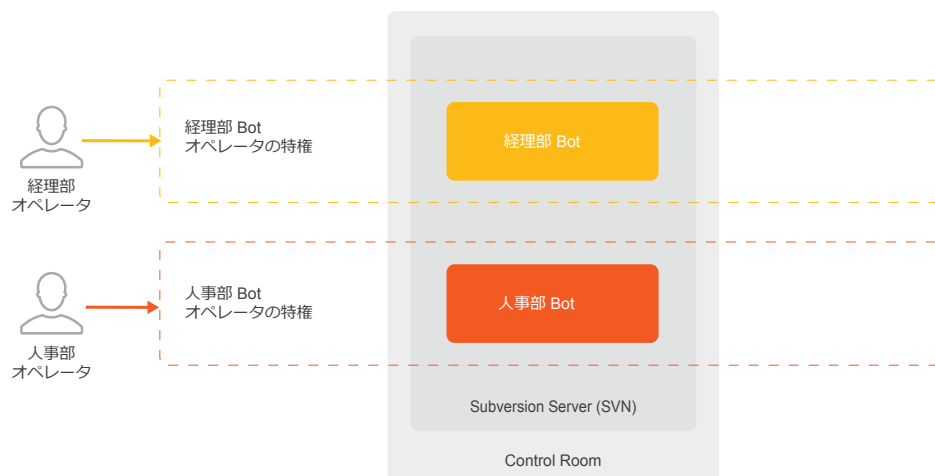 経理部 Bot
オペレータの特権
経理部 Bot
経理部
オペレータ
人事部 Bot
オペレータの特権
人事部 Bot
人事部
オペレータ
Subversion Server (SVN)
Control Room